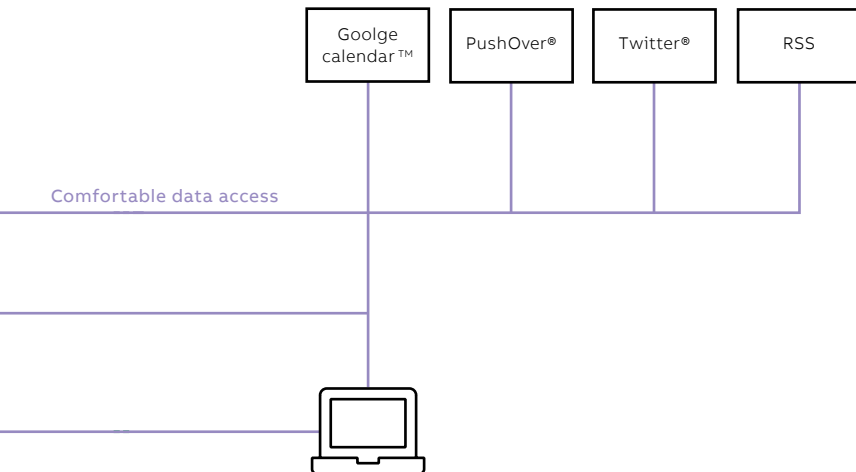 Goolge
calendar™
PushOver®
Twitter®
RSS
Comfortable data access